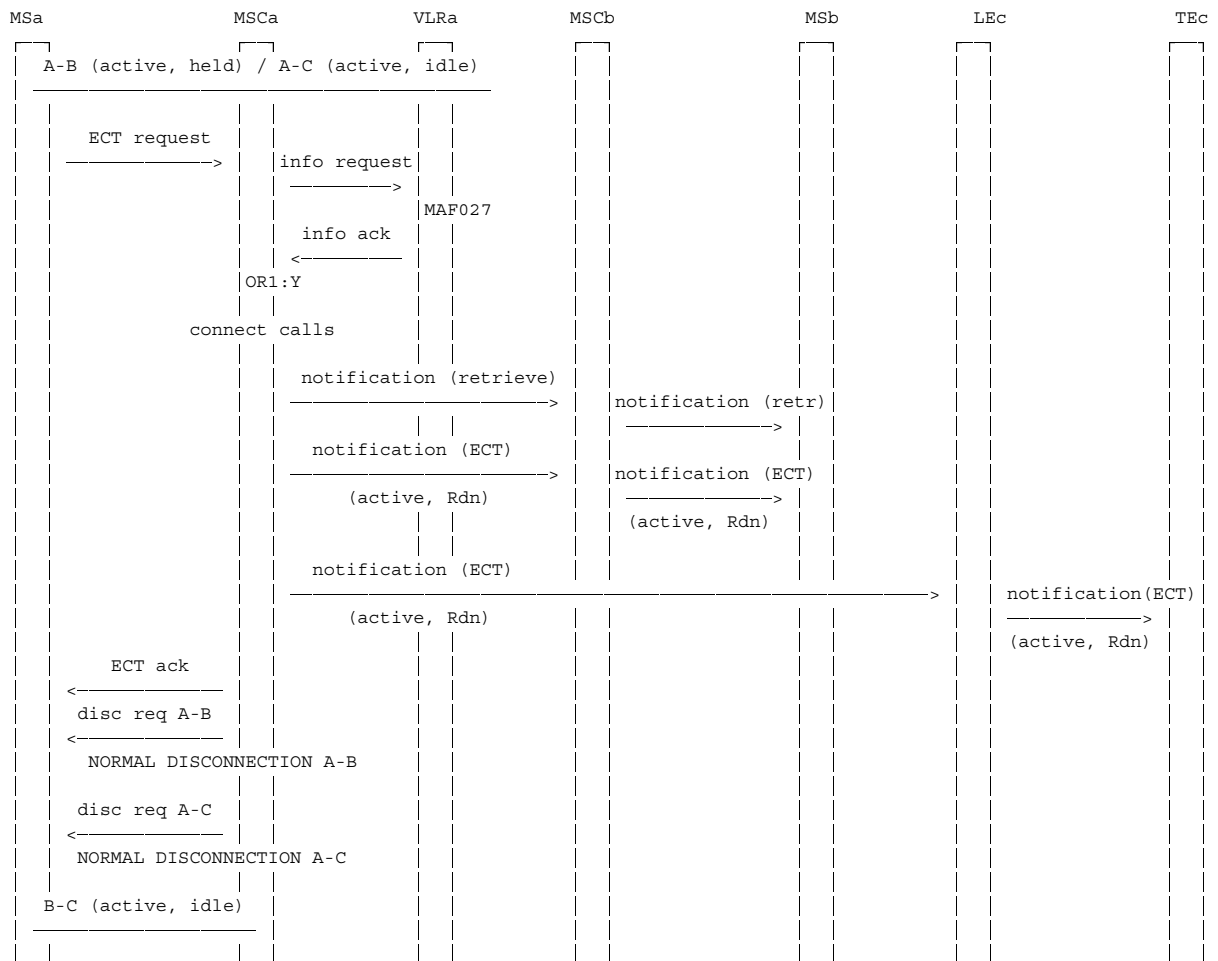 MSa MSCa VLRa MSCb MSb LEc TEc
A-B (active, held) / A-C (active, idle)
ECT request
info request
MAF027
info ack
OR1:Y
connect calls
notification (retrieve)
notification (retr)
notification (ECT)
notification (ECT)
(active, Rdn)
(active, Rdn)
notification (ECT)
notification(ECT)
(active, Rdn)
(active, Rdn)
ECT ack
disc req A-B
NORMAL DISCONNECTION A-B
disc req A-C
NORMAL DISCONNECTION A-C
B-C (active, idle)